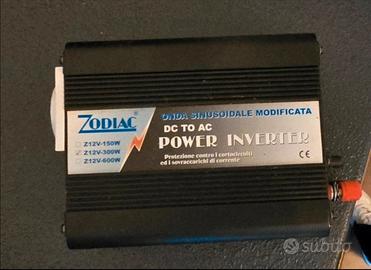 ZODIAC®
ONDA SINUSOIDALE MODIFICATA
DC TO AC
POWER INVERTER
Z12V-150W
Z12V-300W
Z12V-600W
Protezione contro i cortocircuiti
ed i sovraccarichi di corrente
CE
subito